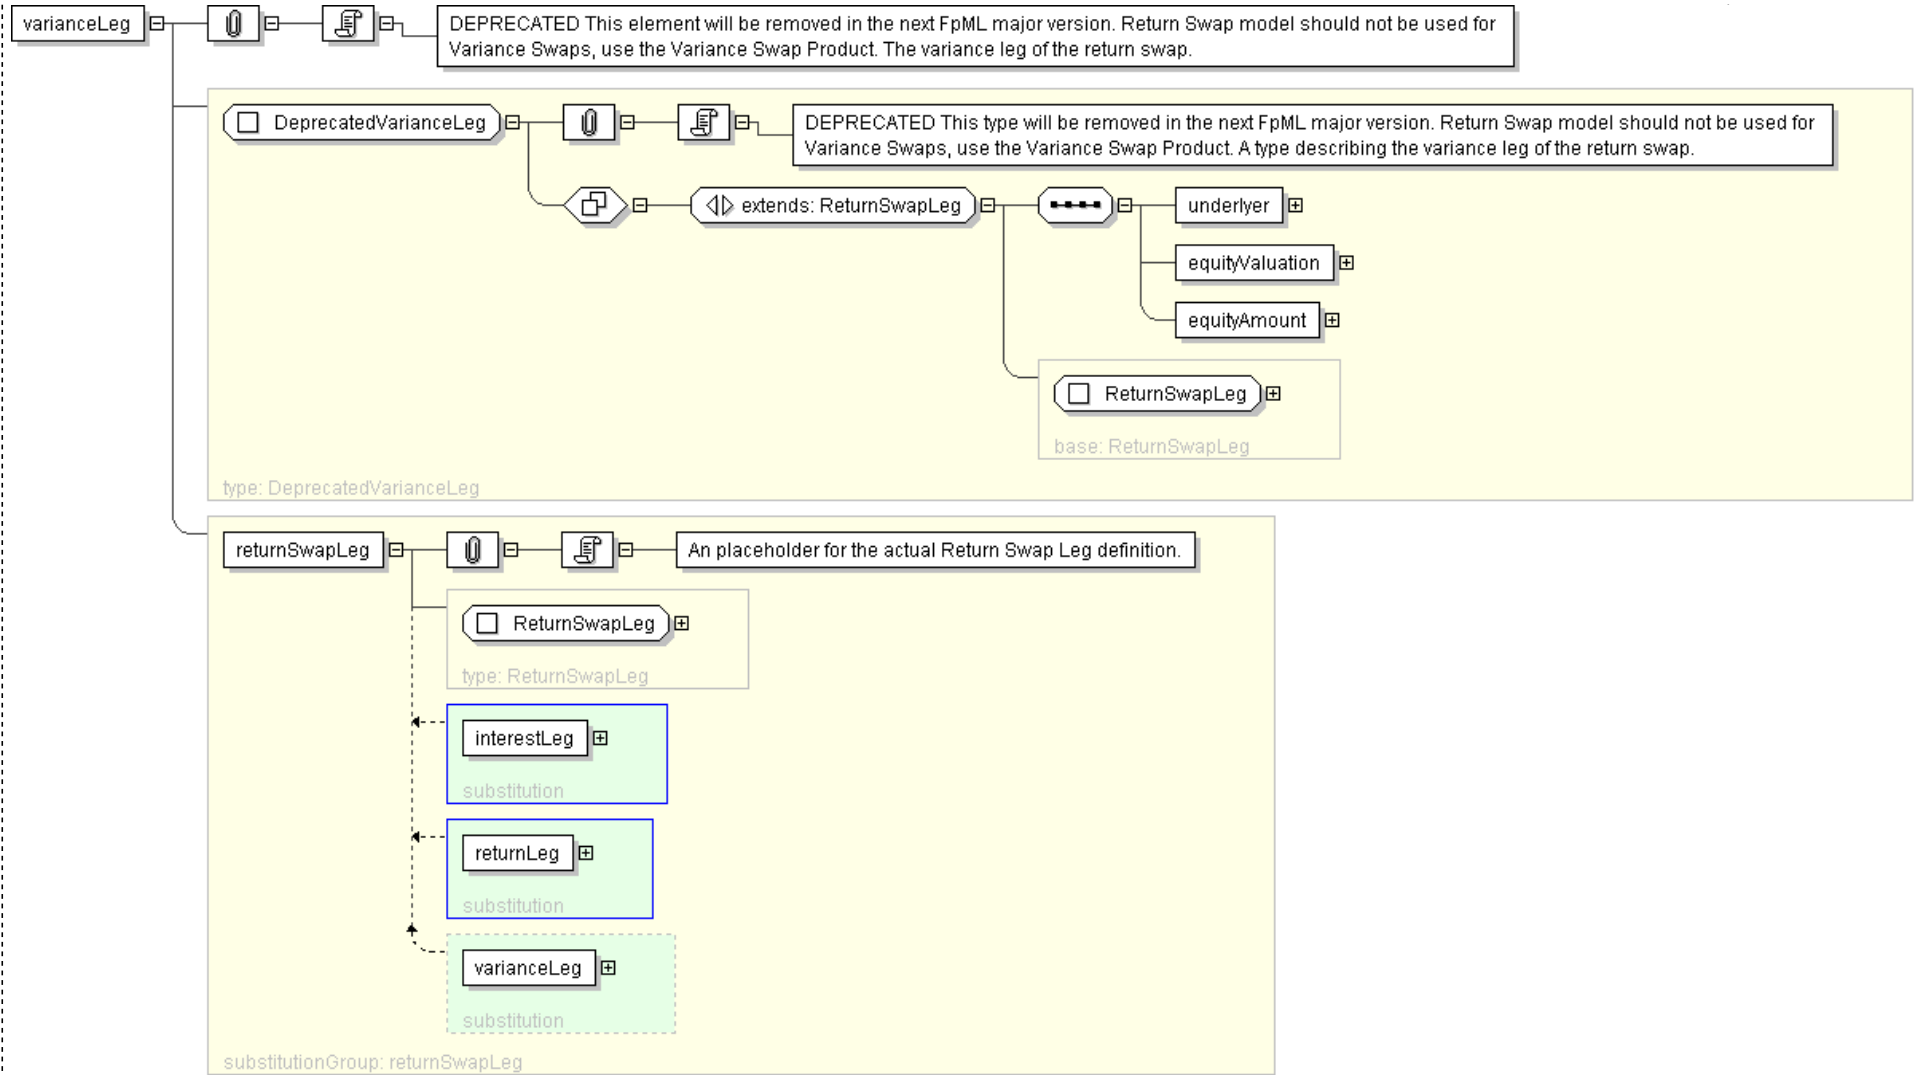 varianceLeg
DEPRECATED This element will be removed in the next FpML major version. Return Swap model should not be used for
Variance Swaps, use the Variance Swap Product. The variance leg of the return swap.
DeprecatedVarianceLeg
DEPRECATED This type will be removed in the next FpML major version. Return Swap model should not be used for
Variance Swaps, use the Variance Swap Product. A type describing the variance leg of the return swap.
extends: ReturnSwapLeg
underlyer
equityValuation
equityAmount
ReturnSwapLeg
base: ReturnSwapLeg
type: DeprecatedVarianceLeg
returnSwapLeg
An placeholder for the actual Return Swap Leg definition.
ReturnSwapLeg
type: ReturnSwapLeg
interestLeg
substitution
returnLeg
substitution
varianceLeg
substitution
substitutionGroup: returnSwapLeg